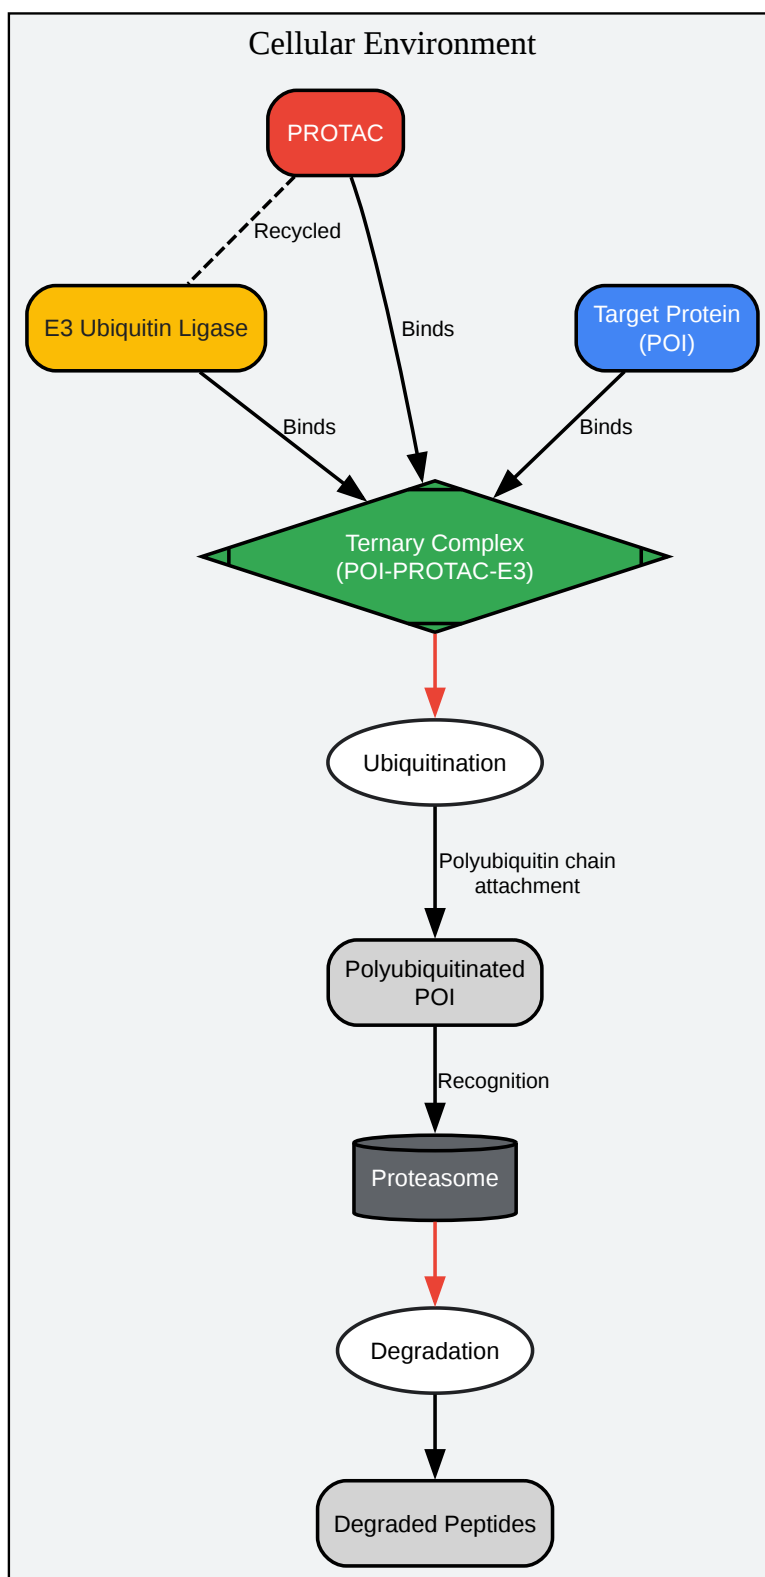 Cellular Environment
PROTAC
Recycled
E3 Ubiquitin Ligase
Binds
Target Protein
(POI)
Binds
Binds
Ternary Complex
(POI-PROTAC-E3)
Ubiquitination
Polyubiquitin chain
attachment
Polyubiquitinated
POI
Recognition
Proteasome
Degradation
Degraded Peptides